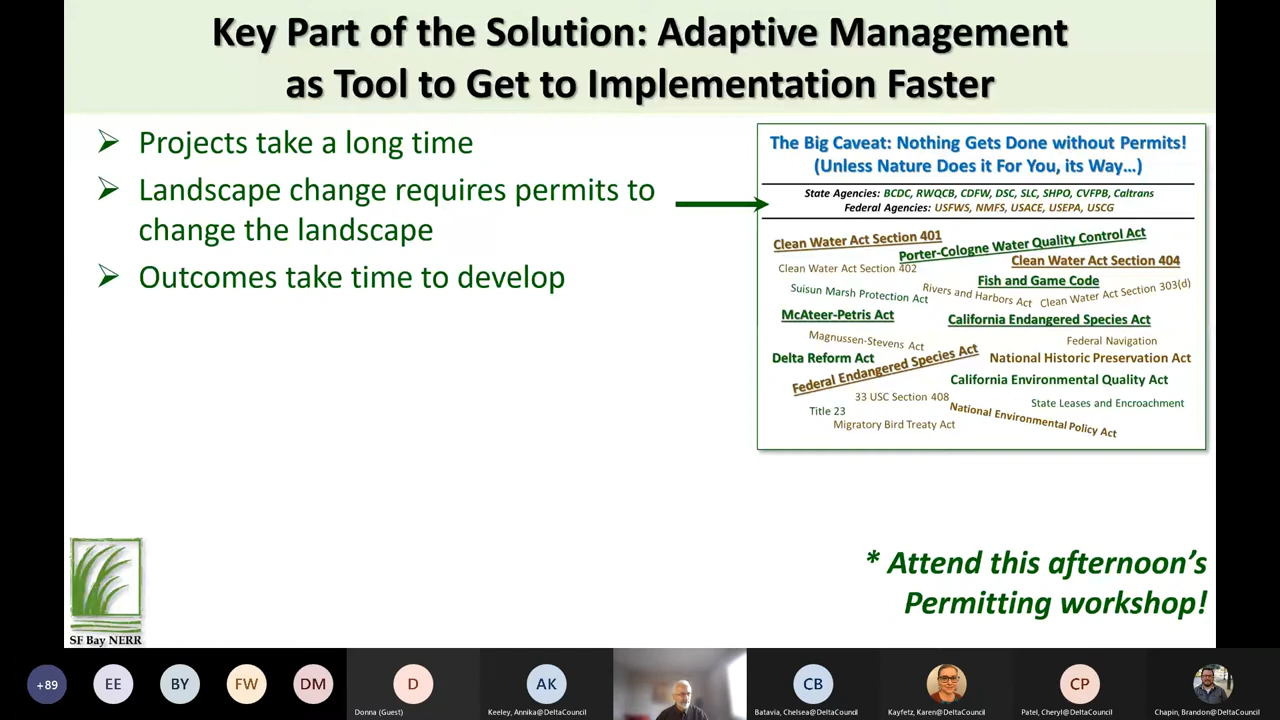 Key Part of the Solution: Adaptive Management
as Tool to Get to Implementation Faster
Projects take a long time
Landscape change requires permits to
change the landscape
Outcomes take time to develop
The Big Caveat: Nothing Gets Done without Permits!
(Unless Nature Does it For You, its Way…)
State Agencies: BCDC, RWQCB, CDFW, DSC, SLC, SHPO, CVFPB, Caltrans
Federal Agencies: USFWS, NMFS, USACE, USEPA, USCG
Clean Water Act Section 401
Porter-Cologne Water Quality Control Act
Clean Water Act Section 402
Clean Water Act Section 404
Fish and Game Code
Suisun Marsh Protection Act
Rivers and Harbors Act
Clean Water Act Section 303(d)
McAteer-Petris Act
California Endangered Species Act
Magnussen-Stevens Act
Federal Navigation
Delta Reform Act
Federal Endangered Species Act
National Historic Preservation Act
California Environmental Quality Act
33 USC Section 408
State Leases and Encroachment
Title 23
National Environmental Policy Act
Migratory Bird Treaty Act
* Attend this afternoon's
Permitting workshop!
SF Bay NERR
+89
EE
BY
FW
DM
D
AK
CB
CP
Donna (Guest)
Keeley, Annika@DeltaCouncil
Batavia, Chelsea@DeltaCouncil
Kayfetz, Karen@DeltaCouncil
Patel, Cheryl@DeltaCouncil
Chapin, Brandon@DeltaCouncil